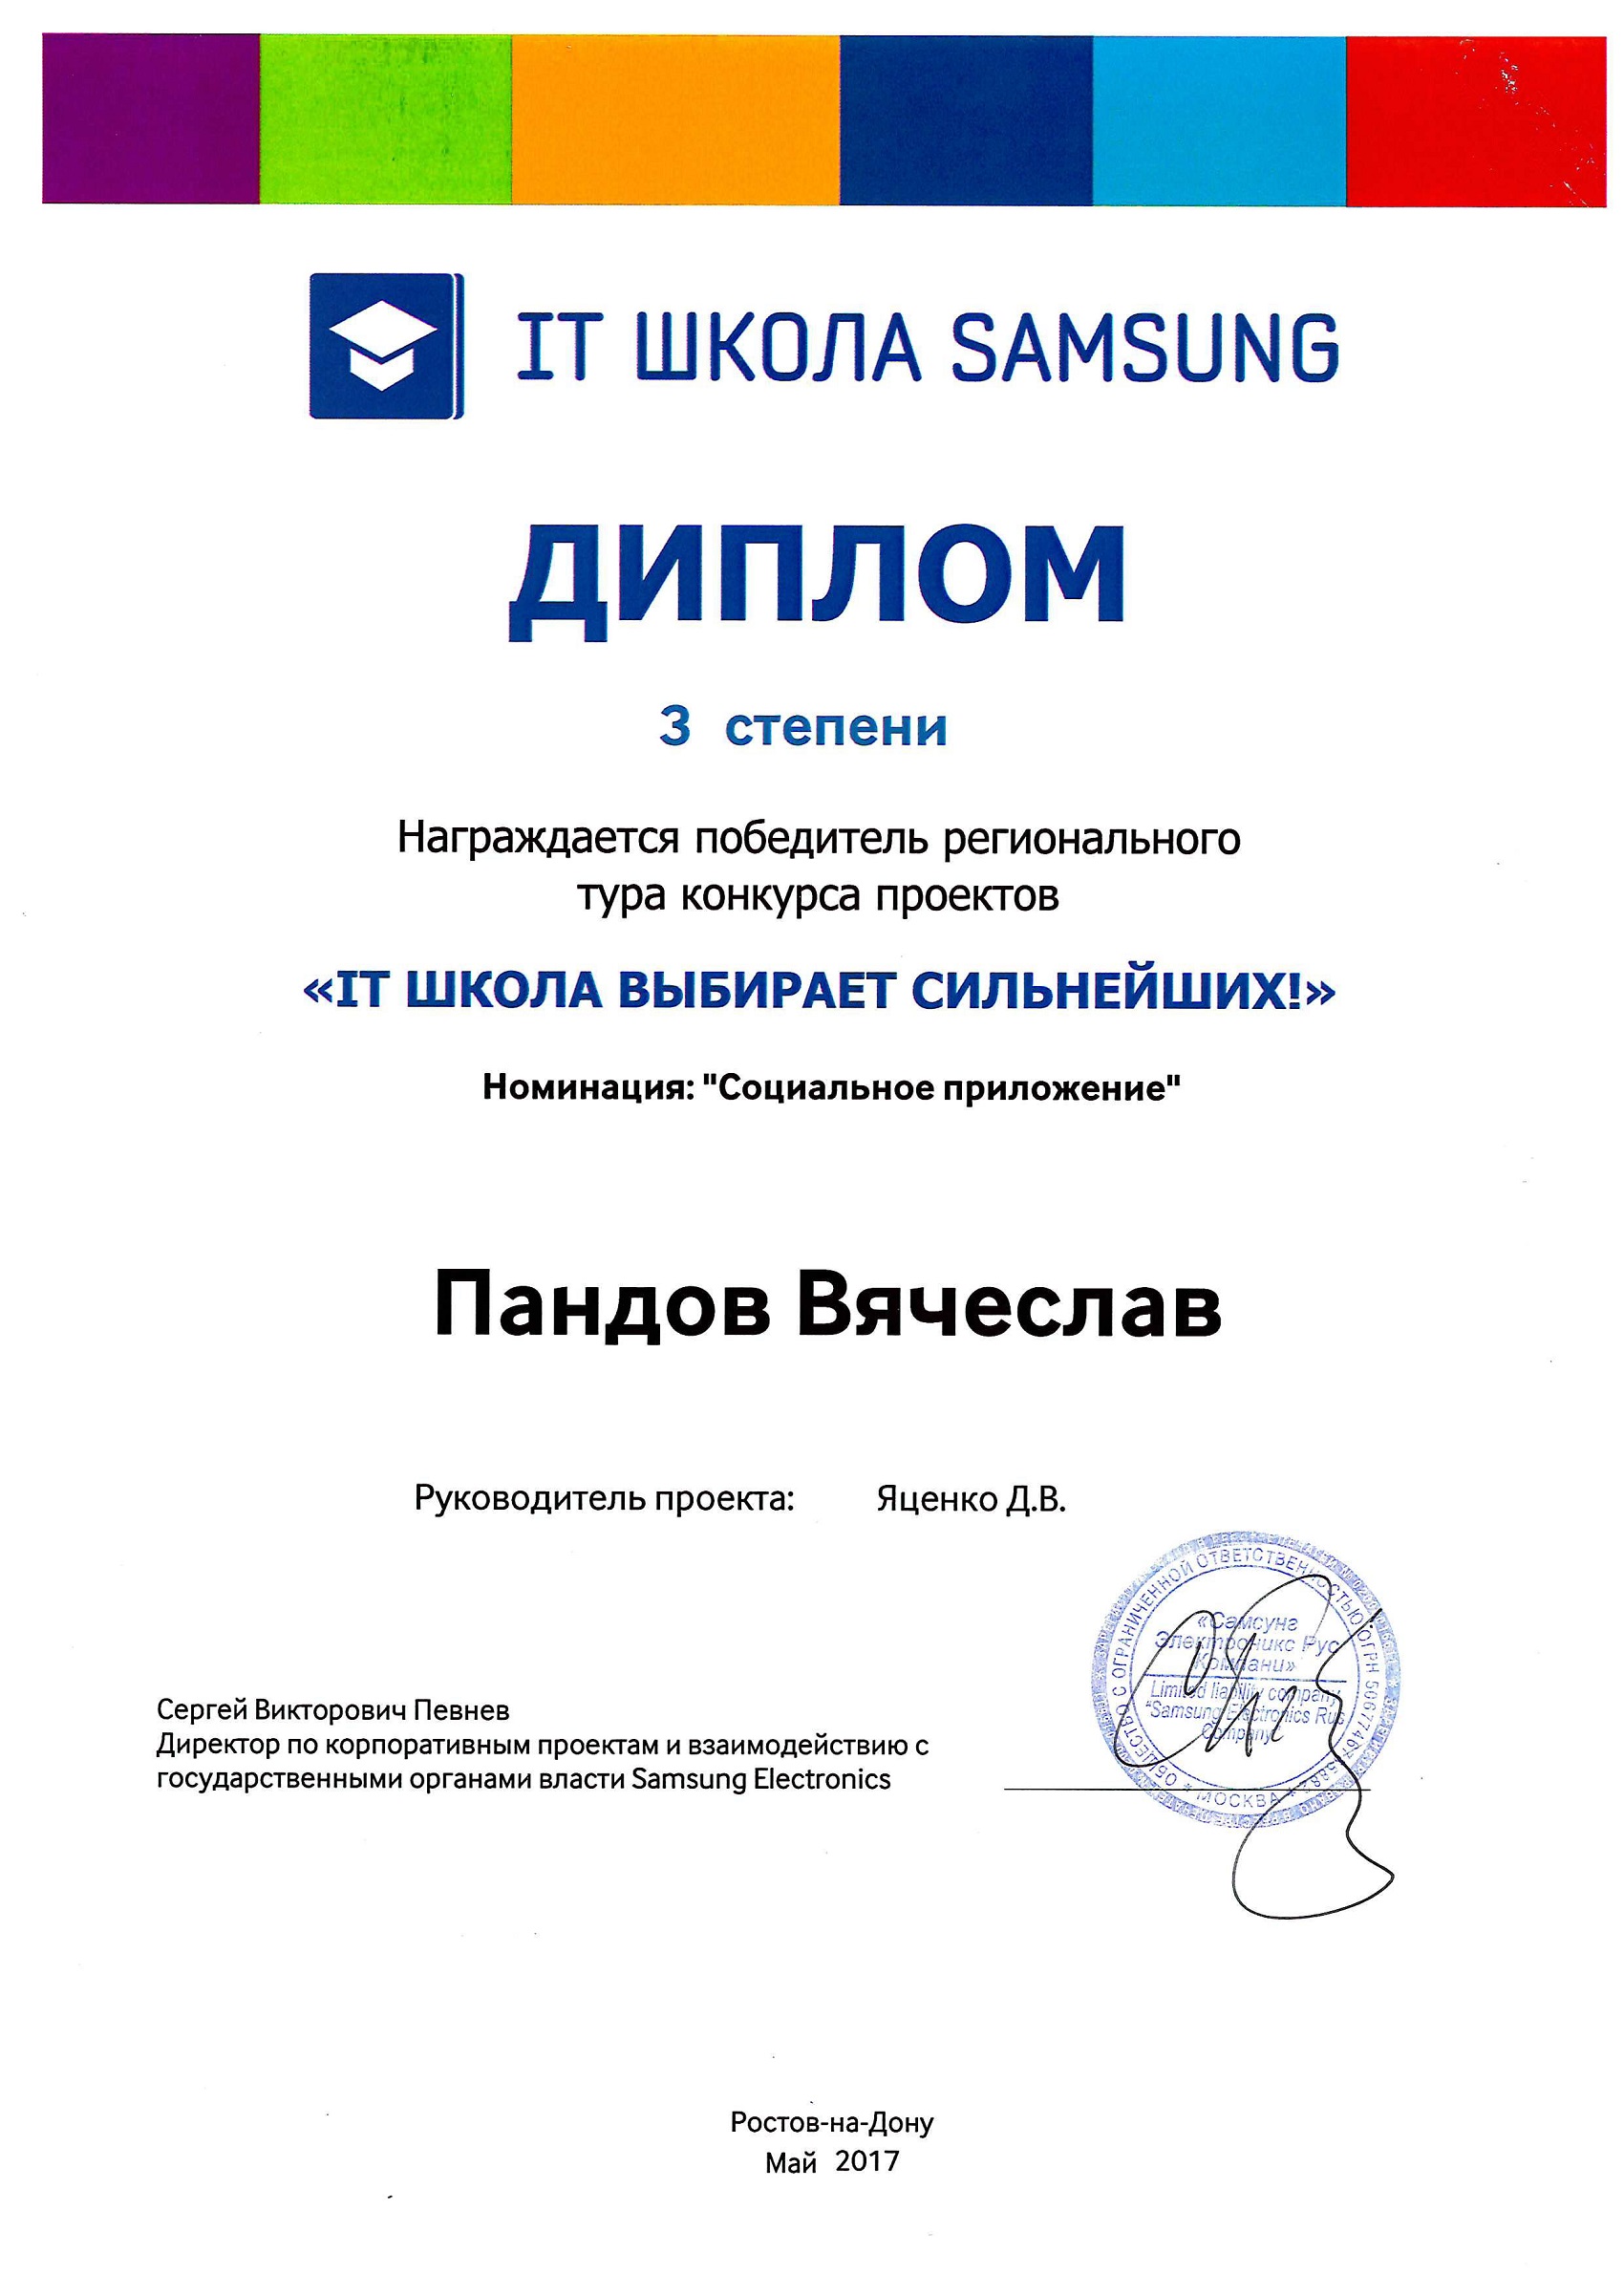 IT ШКОЛА SAMSUNG
ДИПЛОМ
3 степени
Награждается победитель регионального
тура конкурса проектов
«IT ШКОЛА ВЫБИРАЕТ СИЛЬНЕЙШИХ!»
Номинация: "Социальное приложение"
Пандов Вячеслав
Руководитель проекта: Яценко Д.В.
ОБЩЕСТВО С ОГРАНИЧЕННОЙ ОТВЕТСТВЕННОСТЬЮ ОГРН
«Самсунг
Электроникс Рус
Компани»
Limited liability company
"Samsung Electronics Rus
Company"
* МОСКВА *
Сергей Викторович Певнев
Директор по корпоративным проектам и взаимодействию с
государственными органами власти Samsung Electronics
Ростов-на-Дону
Май 2017